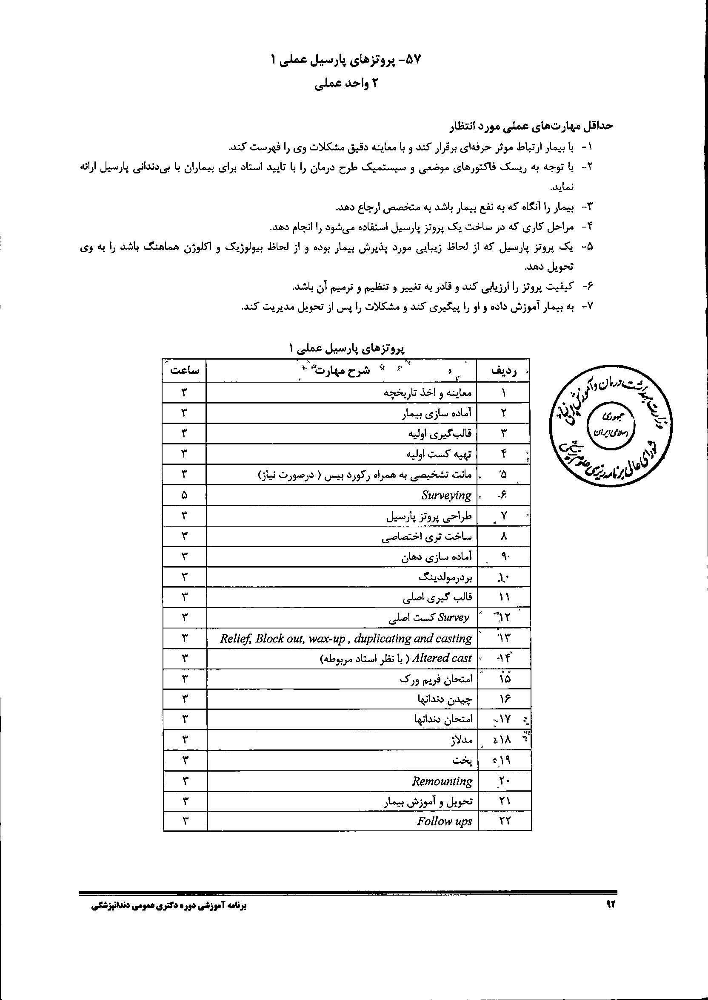 ۵۷- پروتزهای پارسیل عملی ۱
۲ واحد عملی
حداقل مهارت‌های عملی مورد انتظار
۱- با بیمار ارتباط موثر حرفه‌ای برقرار کند و با معاینه دقیق مشکلات وی را فهرست کند.
۲- با توجه به ریسک فاکتورهای موضعی و سیستمیک طرح درمان را با تایید استاد برای بیماران با بی‌دندانی پارسیل ارائه
نماید.
۳- بیمار را آنگاه که به نفع بیمار باشد به متخصص ارجاع دهد.
۴- مراحل کاری که در ساخت یک پروتز پارسیل استفاده می‌شود را انجام دهد.
۵- یک پروتز پارسیل که از لحاظ زیبایی مورد پذیرش بیمار بوده و از لحاظ بیولوژیک و اکلوژن هماهنگ باشد را به وی
تحویل دهد.
۶- کیفیت پروتز را ارزیابی کند و قادر به تغییر و تنظیم و ترمیم آن باشد.
۷- به بیمار آموزش داده و او را پیگیری کند و مشکلات را پس از تحویل مدیریت کند.
پروتزهای پارسیل عملی ۱
ردیف شرح مهارت ساعت
۱ معاینه و اخذ تاریخچه ۳
۲ آماده سازی بیمار ۳
۳ قالب‌گیری اولیه ۳
۴ تهیه کست اولیه ۳
۵ مانت تشخیصی به همراه رکورد بیس ( درصورت نیاز) ۳
۶ Surveying ۵
۷ طراحی پروتز پارسیل ۳
۸ ساخت تری اختصاصی ۳
۹ آماده سازی دهان ۳
۱۰ بردرمولدینگ ۳
۱۱ قالب گیری اصلی ۳
۱۲ Survey کست اصلی ۳
۱۳ Relief, Block out, wax-up , duplicating and casting ۳
۱۴ Altered cast ( با نظر استاد مربوطه) ۳
۱۵ امتحان فریم ورک ۳
۱۶ چیدن دندانها ۳
۱۷ امتحان دندانها ۳
۱۸ مدلاژ ۳
۱۹ پخت ۳
۲۰ Remounting ۳
۲۱ تحویل و آموزش بیمار ۳
۲۲ Follow ups ۳
وزارت بهداشت درمان و آموزش پزشکی
جمهوری
اسلامی ایران
شورای عالی برنامه‌ریزی علوم پزشکی
۹۲
برنامه آموزشی دوره دکتری عمومی دندانپزشکی